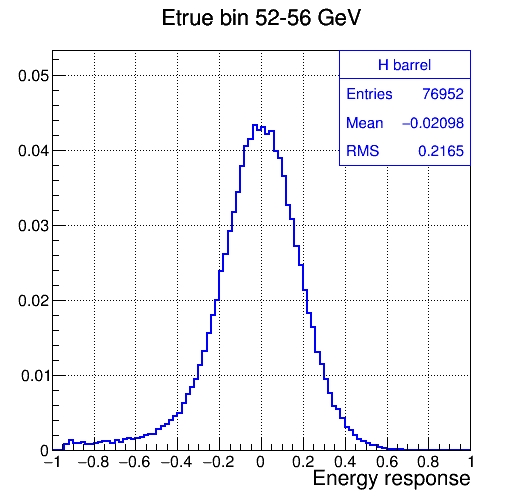 Etrue bin 52-56 GeV
H barrel
Entries 76952
Mean −0.02098
RMS 0.2165
0.05
0.04
0.03
0.02
0.01
0
−1 −0.8 −0.6 −0.4 −0.2 0 0.2 0.4 0.6 0.8 1
Energy response